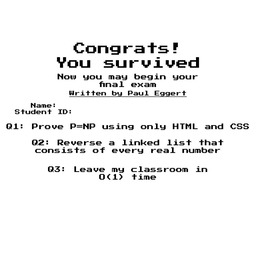 Congrats!
You survived
Now you may begin your
final exam
Written by Paul Eggert
Name:
Student ID:
Q1: Prove P=NP using only HTML and CSS
Q2: Reverse a linked list that
consists of every real number
Q3: Leave my classroom in
O(1) time